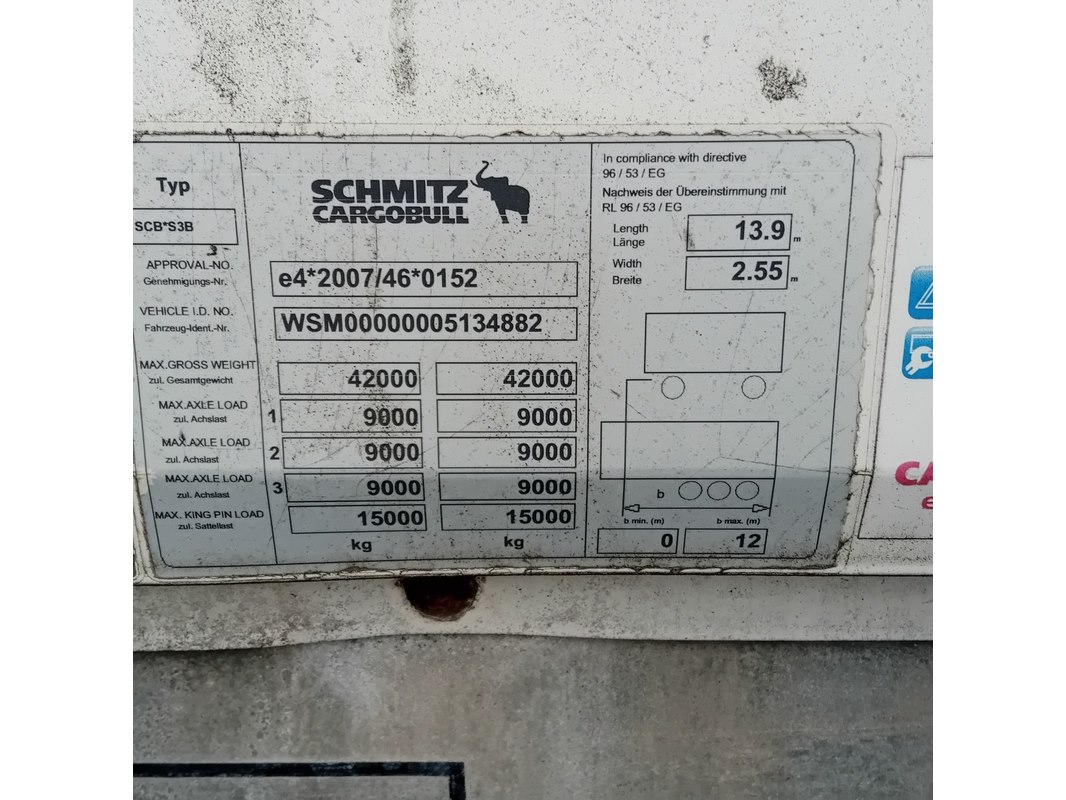 Typ
SCB*S3B
3-
SCHMITZ
CARGOBULL
APPROVAL-NO.
Genehmigungs-Nr.
e4*2007/46*0152
VEHICLE I.D. NO.
Fahrzeug-Ident.-Nr.
WSM00000005134882
MAX.GROSS WEIGHT
zul. Gesamtgewicht
42000 42000
MAX.AXLE LOAD
zul. Achslast
1 9000 9000
MAX.AXLE LOAD
zul. Achslast
2 9000 9000
MAX.AXLE LOAD
zul. Achslast
3 9000 9000
MAX. KING PIN LOAD
zul. Sattellast
15000 15000
kg kg
In compliance with directive
96 / 53 / EG
Nachweis der Übereinstimmung mit
RL 96 / 53 / EG
Length
Länge
13.9 m
Width
Breite
2.55 m
b
b min. (m) b max. (m)
0 12